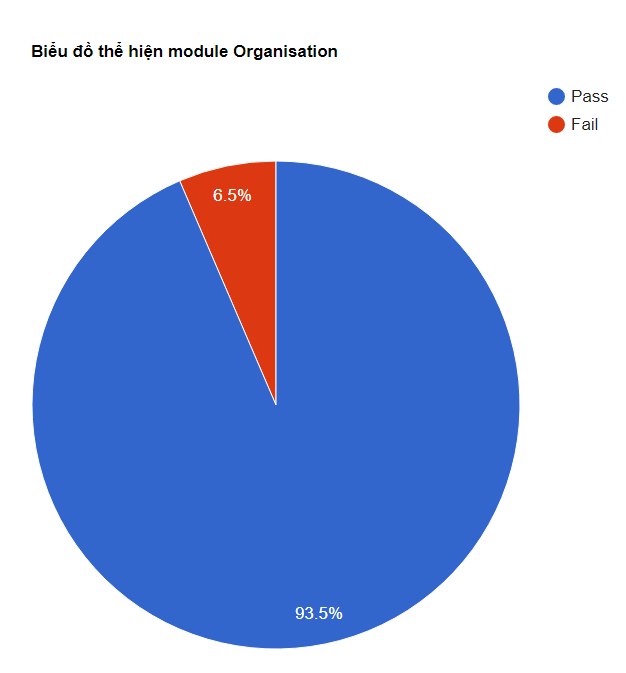 Biểu đồ thể hiện module Organisation
Pass
Fail
6.5%
93.5%